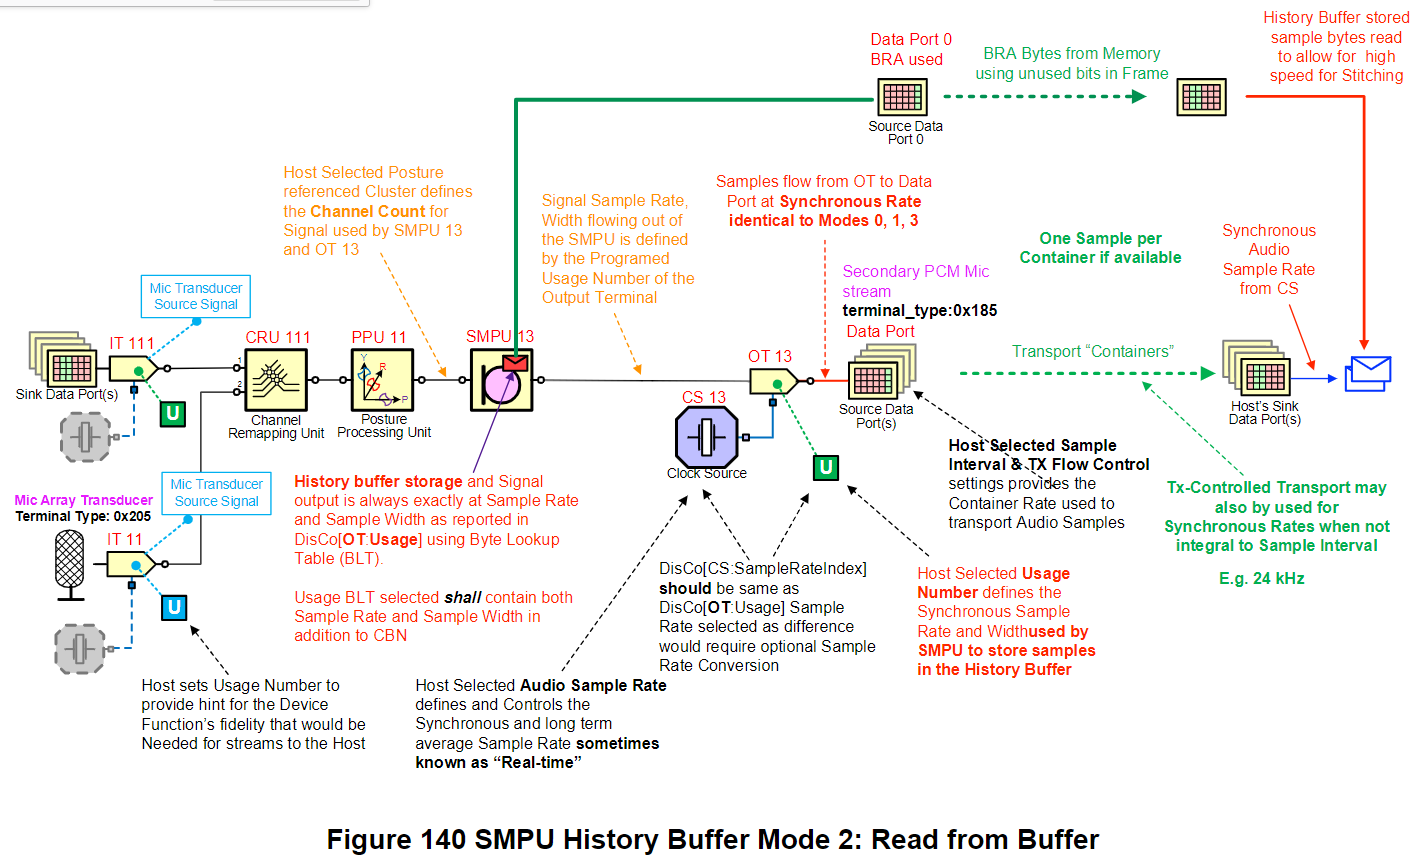 Data Port 0
BRA used
BRA Bytes from Memory
using unused bits in Frame
History Buffer stored
sample bytes read
to allow for high
speed for Stitching
Source Data
Port 0
Host Selected Posture
referenced Cluster defines
the Channel Count for
Signal used by SMPU 13
and OT 13
Signal Sample Rate,
Width flowing out of
the SMPU is defined
by the Programed
Usage Number of the
Output Terminal
Samples flow from OT to Data
Port at Synchronous Rate
identical to Modes 0, 1, 3
One Sample per
Container if available
Synchronous
Audio
Sample Rate
from CS
Secondary PCM Mic
stream
terminal_type:0x185
Data Port
Mic Transducer
Source Signal
IT 111
CRU 111
PPU 11
SMPU 13
OT 13
Transport “Containers”
1
2
Y
R
P
Sink Data Port(s)
U
Channel
Remapping Unit
Posture
Processing Unit
CS 13
Clock Source
Source Data
Port(s)
Host's Sink
Data Port(s)
Mic Transducer
Source Signal
Mic Array Transducer
Terminal Type: 0x205
IT 11
U
History buffer storage and Signal
output is always exactly at Sample Rate
and Sample Width as reported in
DisCo[OT:Usage] using Byte Lookup
Table (BLT).
Usage BLT selected shall contain both
Sample Rate and Sample Width in
addition to CBN
U
Host Selected Sample
Interval & TX Flow Control
settings provides the
Container Rate used to
transport Audio Samples
Tx-Controlled Transport may
also by used for
Synchronous Rates when not
integral to Sample Interval
E.g. 24 kHz
DisCo[CS:SampleRateIndex]
should be same as
DisCo[OT:Usage] Sample
Rate selected as difference
would require optional Sample
Rate Conversion
Host Selected Usage
Number defines the
Synchronous Sample
Rate and Widthused by
SMPU to store samples
in the History Buffer
Host sets Usage Number to
provide hint for the Device
Function's fidelity that would be
Needed for streams to the Host
Host Selected Audio Sample Rate
defines and Controls the
Synchronous and long term
average Sample Rate sometimes
known as “Real-time”
Figure 140 SMPU History Buffer Mode 2: Read from Buffer